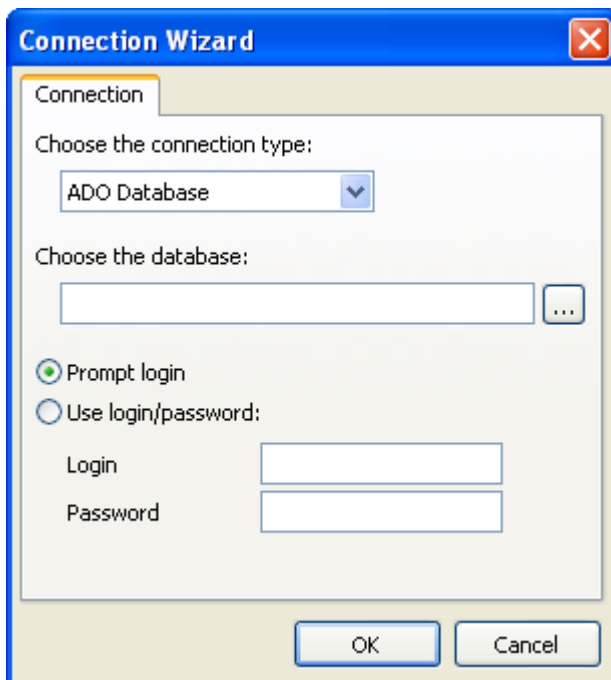 Connection Wizard
Connection
Choose the connection type:
ADO Database
Choose the database:
...
Prompt login
Use login/password:
Login
Password
OK
Cancel